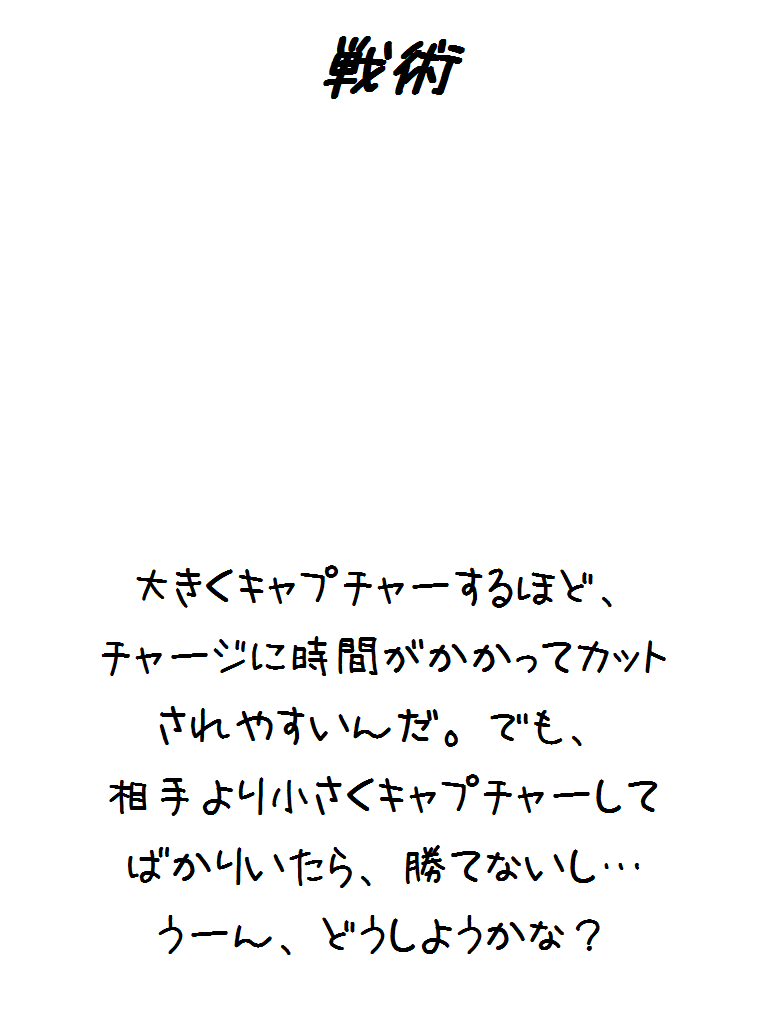 戦術
大きくキャプチャーするほど、
チャージに時間がかかってカット
されやすいんだ。でも、
相手より小さくキャプチャーして
ばかりいたら、勝てないし…
うーん、どうしようかな？